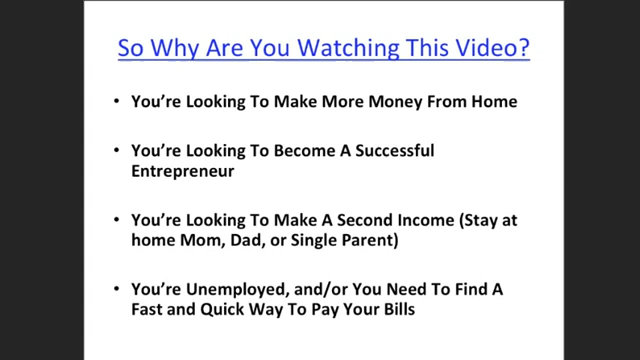 So Why Are You Watching This Video?
• You're Looking To Make More Money From Home
• You're Looking To Become A Successful
Entrepreneur
• You're Looking To Make A Second Income (Stay at
home Mom, Dad, or Single Parent)
• You're Unemployed, and/or You Need To Find A
Fast and Quick Way To Pay Your Bills